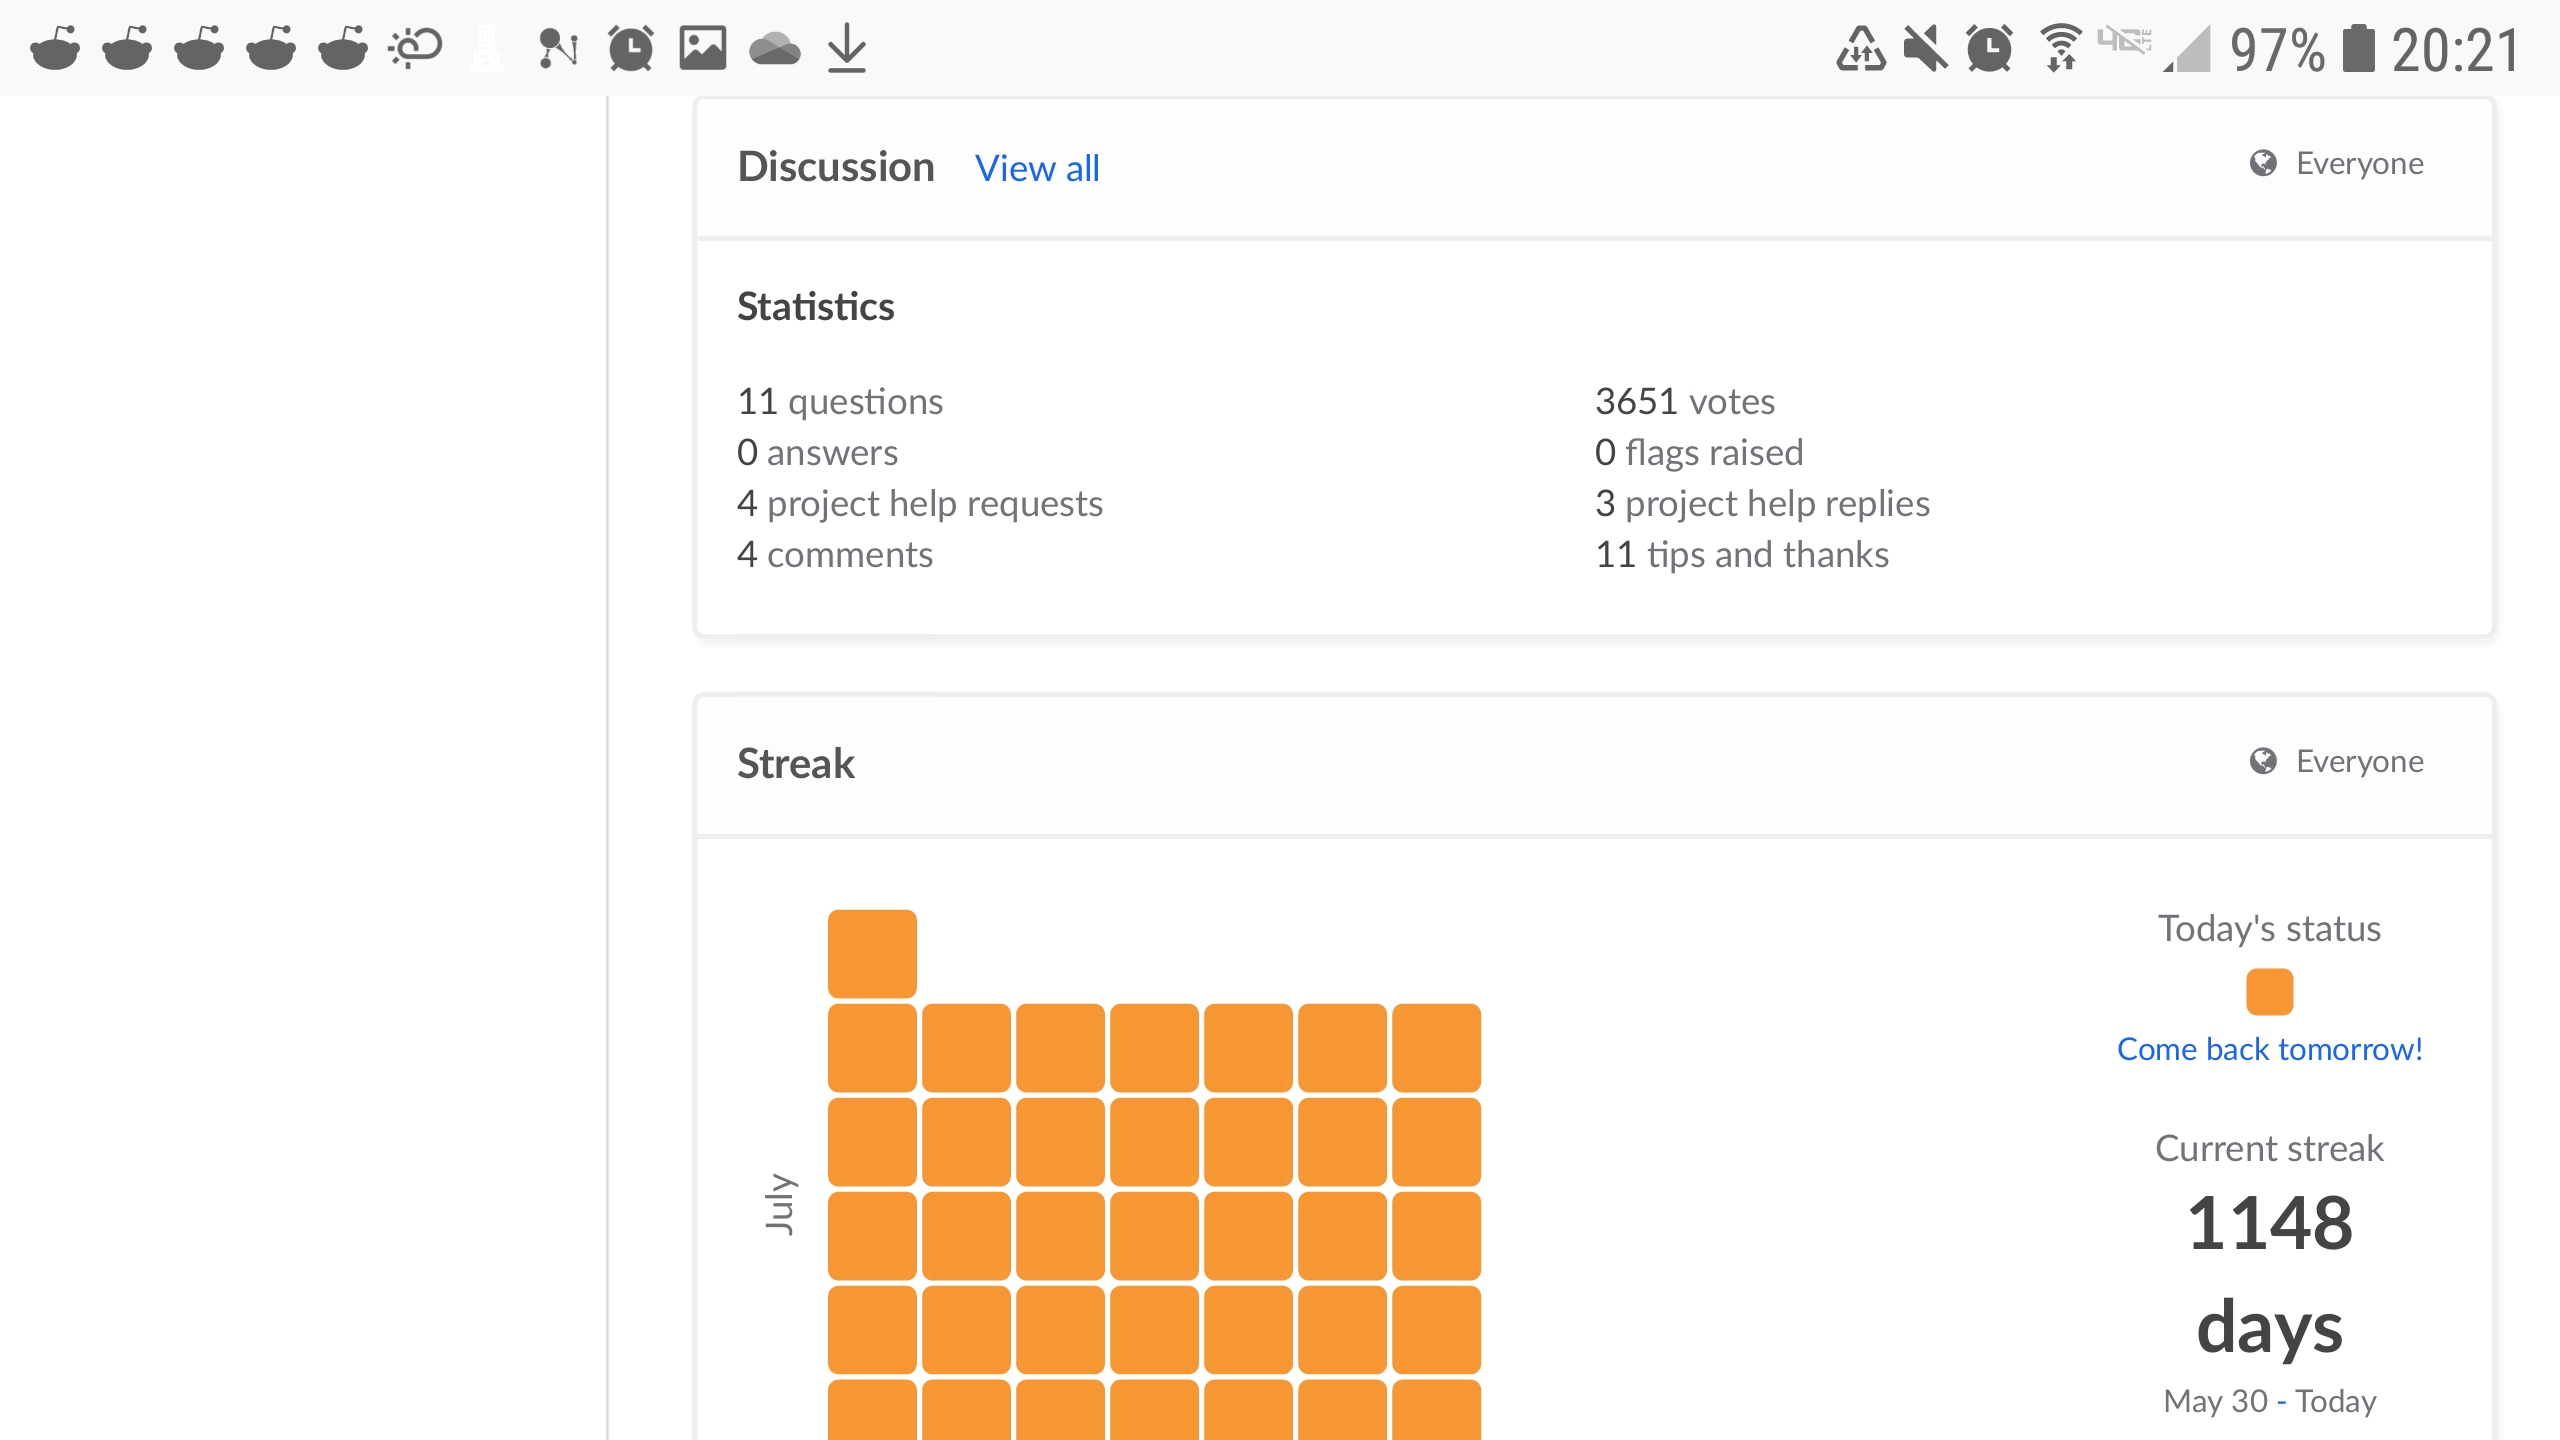 97% 20:21
Discussion View all Everyone
Statistics
11 questions
0 answers
4 project help requests
4 comments
3651 votes
0 flags raised
3 project help replies
11 tips and thanks
Streak Everyone
July
Today's status
Come back tomorrow!
Current streak
1148
days
May 30 - Today